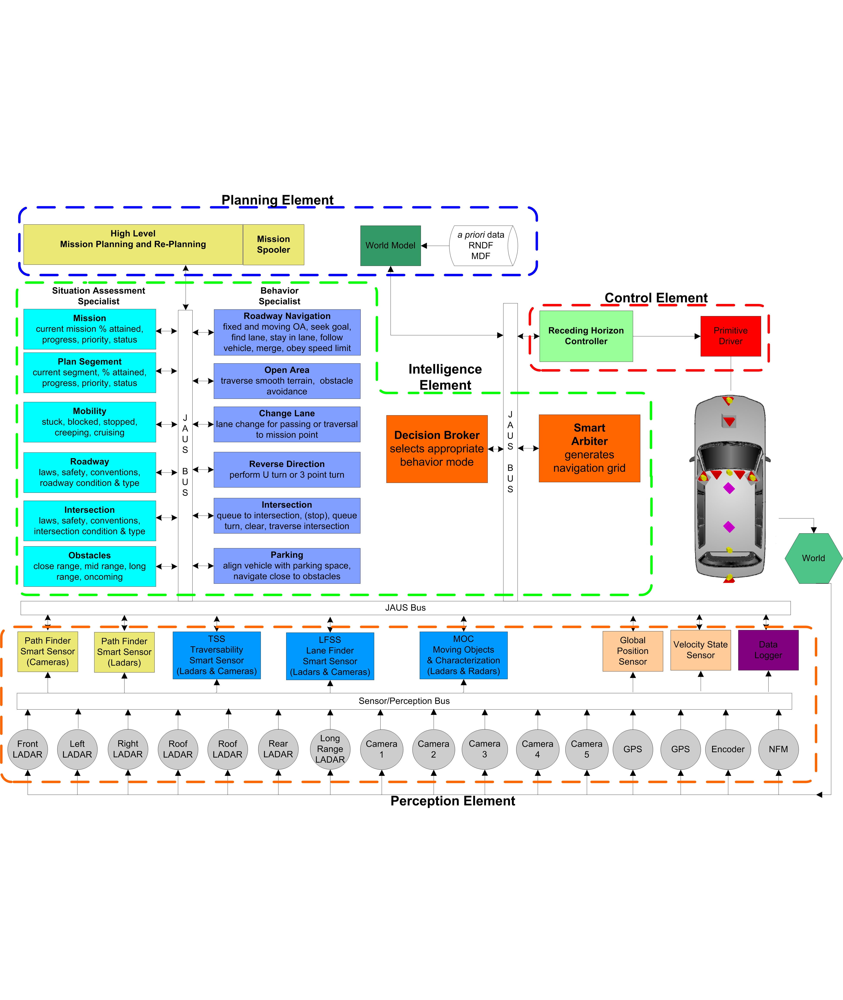 Planning Element
High Level
Mission Planning and Re-Planning
Mission
Spooler
World Model
a priori data
RNDF
MDF
Situation Assessment
Specialist
Behavior
Specialist
Mission
current mission % attained,
progress, priority, status
Plan Segement
current segment, % attained,
progress, priority, status
Mobility
stuck, blocked, stopped,
creeping, cruising
Roadway
laws, safety, conventions,
roadway condition & type
Intersection
laws, safety, conventions,
intersection condition & type
Obstacles
close range, mid range, long
range, oncoming
JAUS BUS
Roadway Navigation
fixed and moving OA, seek goal,
find lane, stay in lane, follow
vehicle, merge, obey speed limit
Open Area
traverse smooth terrain, obstacle
avoidance
Change Lane
lane change for passing or traversal
to mission point
Reverse Direction
perform U turn or 3 point turn
Intersection
queue to intersection, (stop), queue
turn, clear, traverse intersection
Parking
align vehicle with parking space,
navigate close to obstacles
Intelligence
Element
Decision Broker
selects appropriate
behavior mode
JAUS BUS
Smart
Arbiter
generates
navigation grid
Control Element
Receding Horizon
Controller
Primitive
Driver
World
JAUS Bus
Path Finder
Smart Sensor
(Cameras)
Path Finder
Smart Sensor
(Ladars)
TSS
Traversability
Smart Sensor
(Ladars & Cameras)
LFSS
Lane Finder
Smart Sensor
(Ladars & Cameras)
MOC
Moving Objects
& Characterization
(Ladars & Radars)
Global
Position
Sensor
Velocity State
Sensor
Data
Logger
Sensor/Perception Bus
Front
LADAR
Left
LADAR
Right
LADAR
Roof
LADAR
Roof
LADAR
Rear
LADAR
Long
Range
LADAR
Camera
1
Camera
2
Camera
3
Camera
4
Camera
5
GPS
GPS
Encoder
NFM
Perception Element